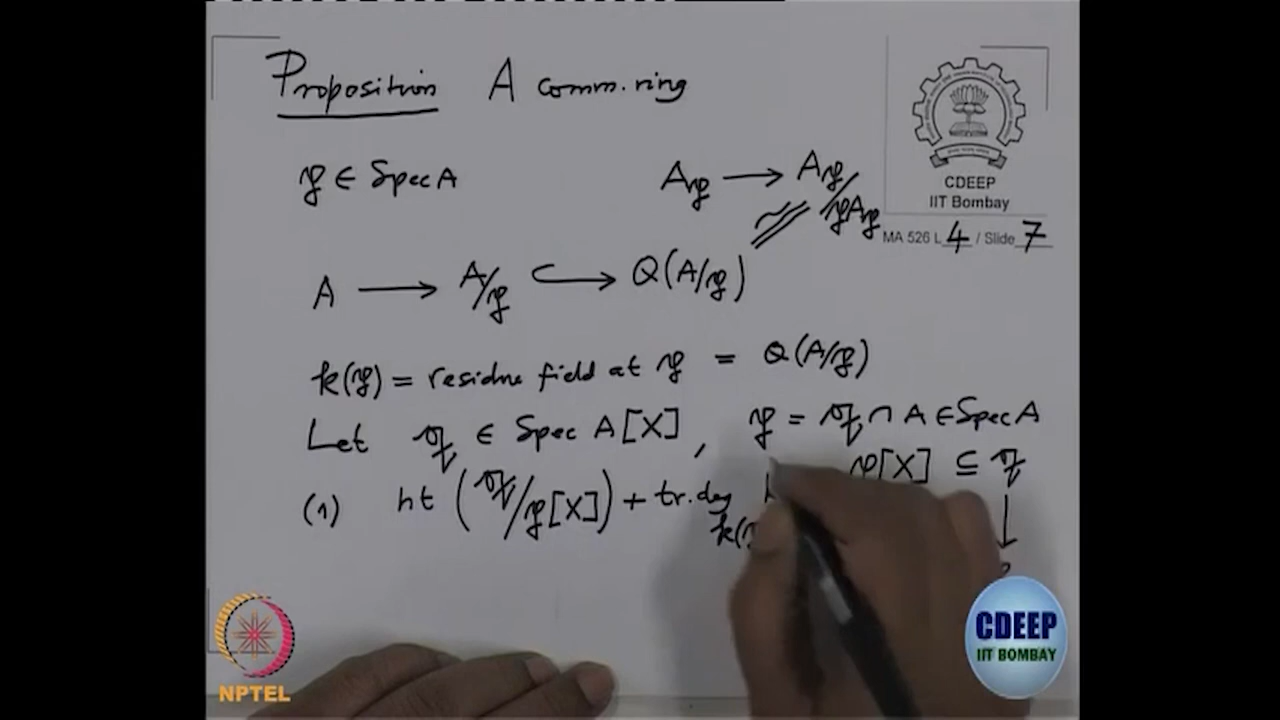 Proposition A comm. ring
𝔭 ∈ Spec A A𝔭 → A𝔭/𝔭A𝔭
CDEEP
IIT Bombay
MA 526 L 4 / Slide 7
A → A/𝔭 ↪ Q(A/𝔭)
k(𝔭) = residue field at 𝔭 = Q(A/𝔭)
Let 𝔮 ∈ Spec A[X], 𝔭 = 𝔮 ∩ A ∈ Spec A
𝔭[X] ⊆ 𝔮
(1) ht (𝔮/𝔭[X]) + tr.deg
k(
NPTEL
CDEEP
IIT BOMBAY